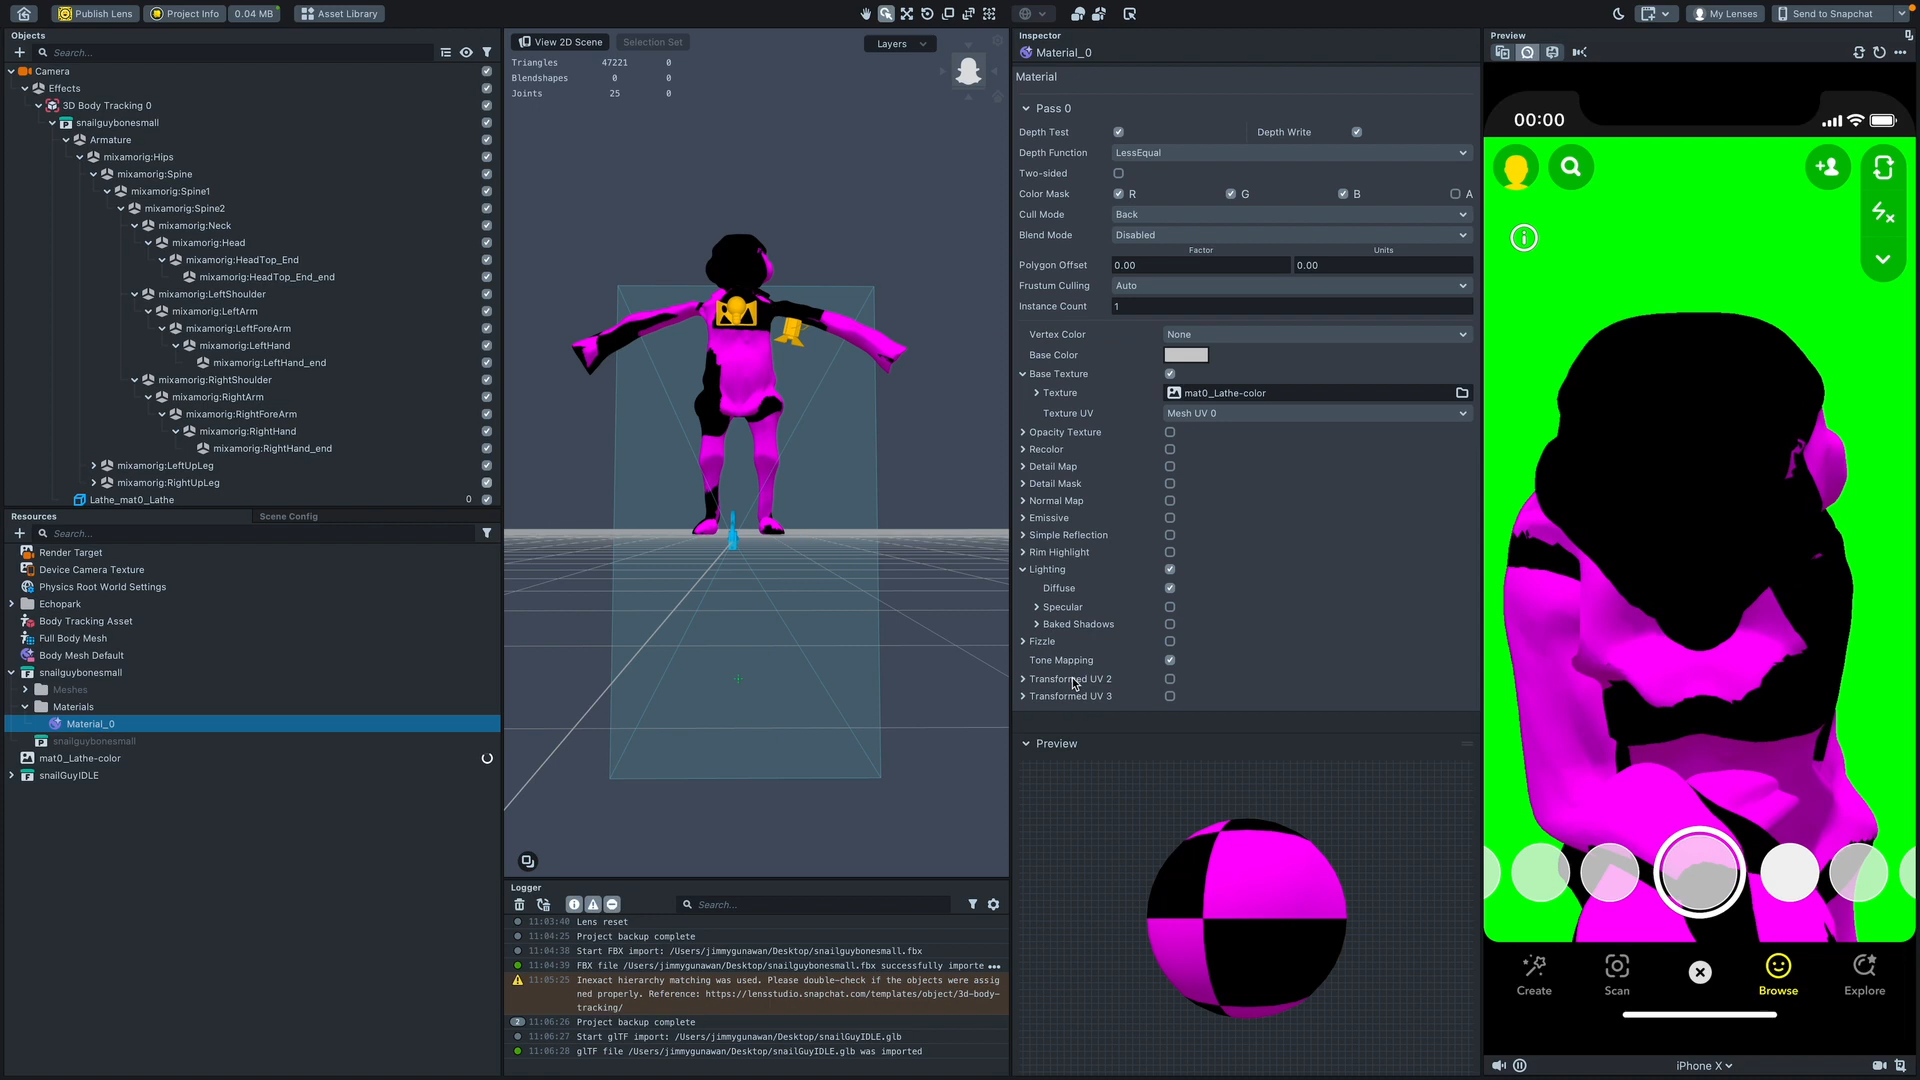 Publish Lens
Project Info
0.04 MB
Asset Library
My Lenses
Send to Snapchat
Objects
Search...
Camera
Effects
3D Body Tracking 0
snailguybonesmall
Armature
mixamorig:Hips
mixamorig:Spine
mixamorig:Spine1
mixamorig:Spine2
mixamorig:Neck
mixamorig:Head
mixamorig:HeadTop_End
mixamorig:HeadTop_End_end
mixamorig:LeftShoulder
mixamorig:LeftArm
mixamorig:LeftForeArm
mixamorig:LeftHand
mixamorig:LeftHand_end
mixamorig:RightShoulder
mixamorig:RightArm
mixamorig:RightForeArm
mixamorig:RightHand
mixamorig:RightHand_end
mixamorig:LeftUpLeg
mixamorig:RightUpLeg
Lathe_mat0_Lathe 0
Resources
Scene Config
Search...
Render Target
Device Camera Texture
Physics Root World Settings
Echopark
Body Tracking Asset
Full Body Mesh
Body Mesh Default
snailguybonesmall
Meshes
Materials
Material_0
snailguybonesmall
mat0_Lathe-color
snailGuyIDLE
View 2D Scene
Selection Set
Layers
Triangles 47221 0
Blendshapes 0 0
Joints 25 0
Logger
Search...
11:03:40 Lens reset
11:04:25 Project backup complete
11:04:38 Start FBX import: /Users/jimmygunawan/Desktop/snailguybonesmall.fbx
11:04:39 FBX file /Users/jimmygunawan/Desktop/snailguybonesmall.fbx successfully importe •••
11:05:25 Inexact hierarchy matching was used. Please double-check if the objects were assig
ned properly. Reference: https://lensstudio.snapchat.com/templates/object/3d-body-
tracking/
2 11:06:26 Project backup complete
11:06:27 Start glTF import: /Users/jimmygunawan/Desktop/snailGuyIDLE.glb
11:06:28 glTF file /Users/jimmygunawan/Desktop/snailGuyIDLE.glb was imported
Inspector
Material_0
Material
Pass 0
Depth Test
Depth Write
Depth Function LessEqual
Two-sided
Color Mask R G B A
Cull Mode Back
Blend Mode Disabled
Factor Units
Polygon Offset 0.00 0.00
Frustum Culling Auto
Instance Count 1
Vertex Color None
Base Color
Base Texture
Texture mat0_Lathe-color
Texture UV Mesh UV 0
Opacity Texture
Recolor
Detail Map
Detail Mask
Normal Map
Emissive
Simple Reflection
Rim Highlight
Lighting
Diffuse
Specular
Baked Shadows
Fizzle
Tone Mapping
Transformed UV 2
Transformed UV 3
Preview
Preview
00:00
Create
Scan
Browse
Explore
iPhone X